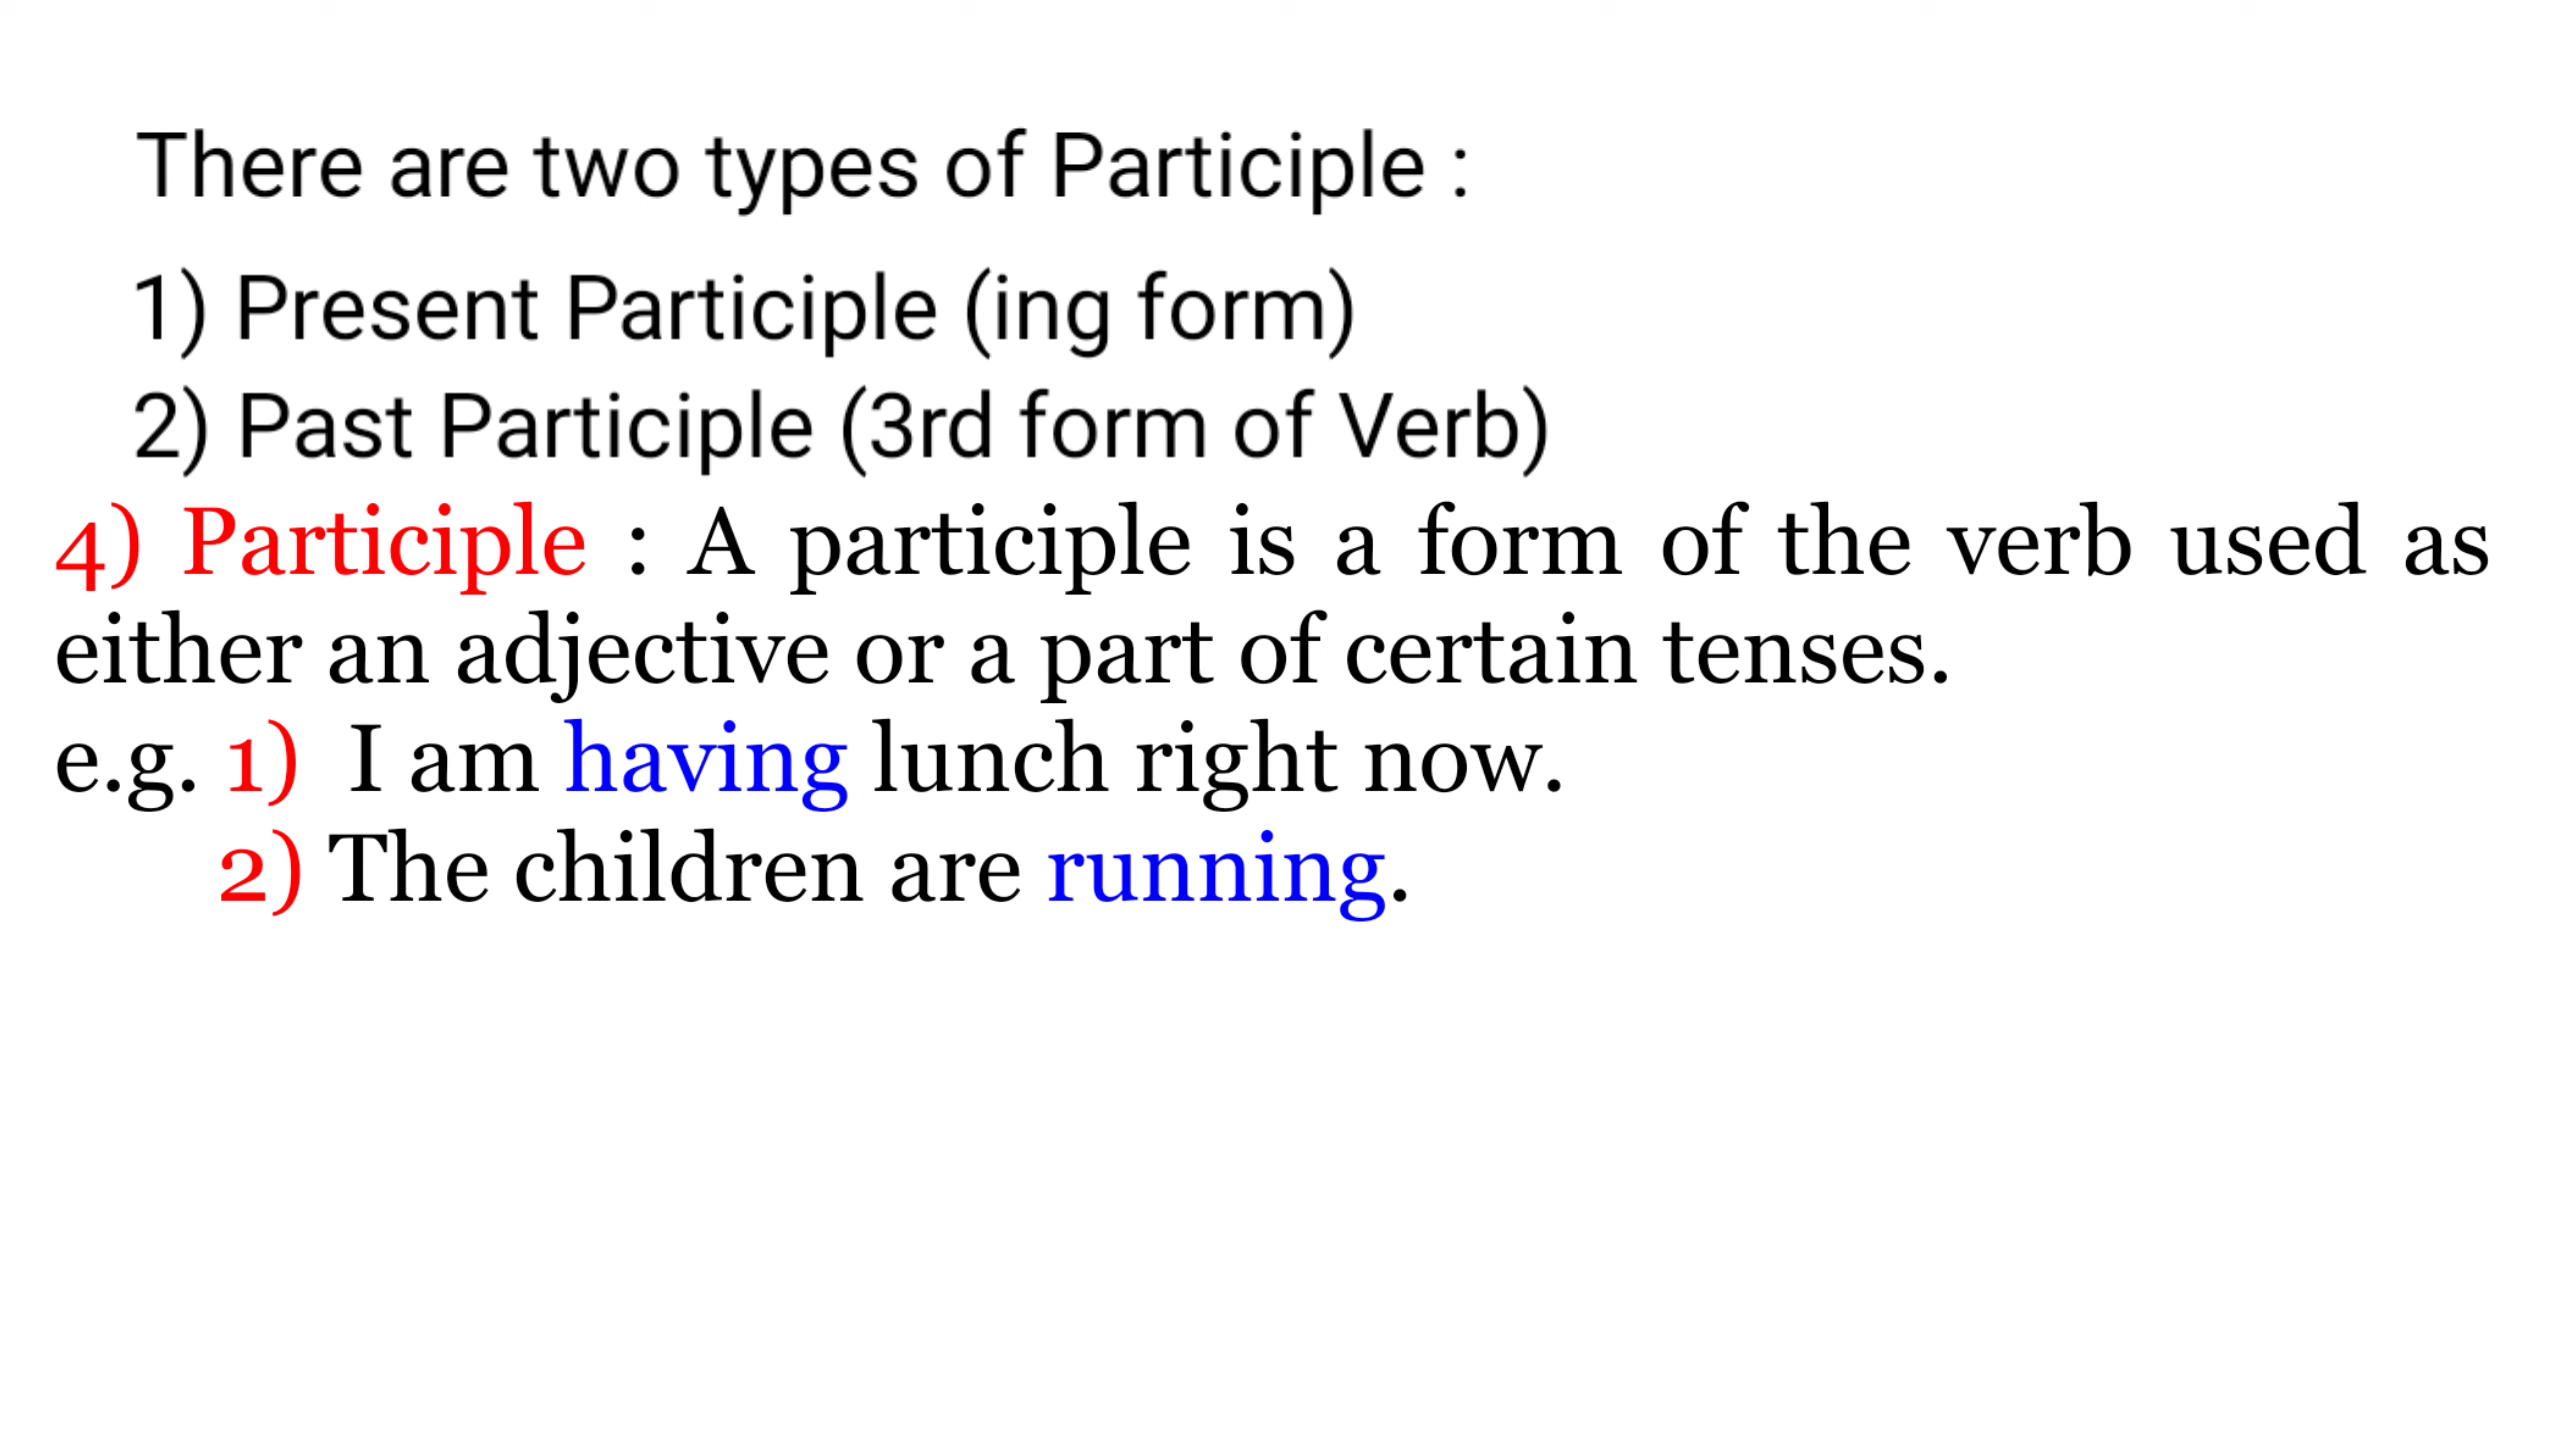 There are two types of Participle :
1) Present Participle (ing form)
2) Past Participle (3rd form of Verb)
4) Participle : A participle is a form of the verb used as
either an adjective or a part of certain tenses.
e.g. 1) I am having lunch right now.
2) The children are running.